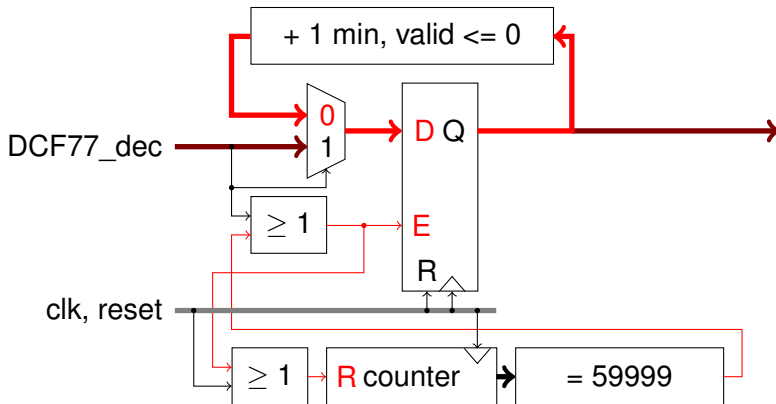 + 1 min, valid <= 0
0
D Q
DCF77_dec
1
≥ 1
E
R
clk, reset
≥ 1
R counter
= 59999